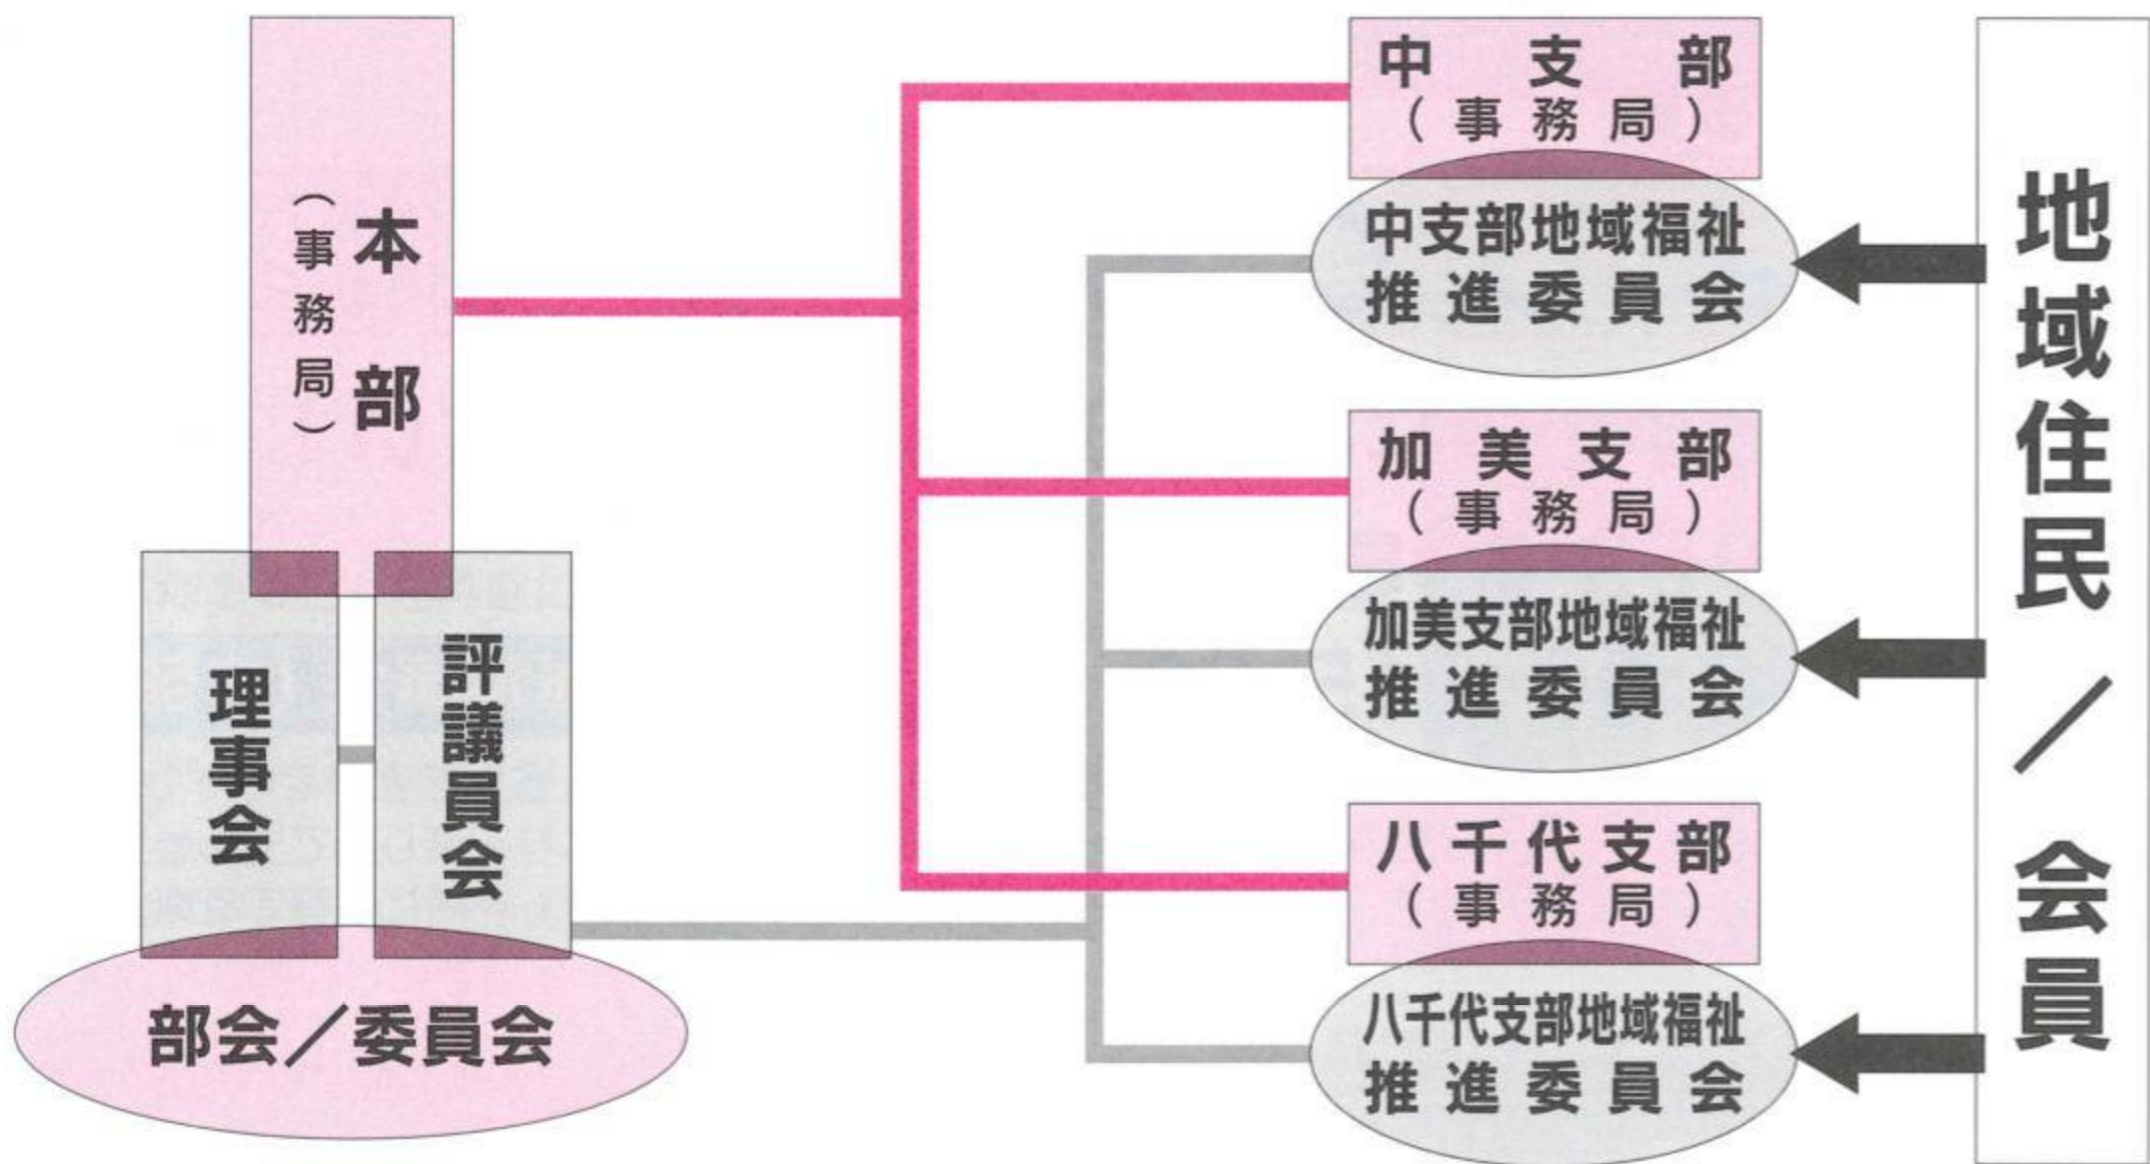 本部
（事務局）
理事会
評議員会
部会／委員会
中支部
（事務局）
中支部地域福祉
推進委員会
加美支部
（事務局）
加美支部地域福祉
推進委員会
八千代支部
（事務局）
八千代支部地域福祉
推進委員会
地域住民／会員